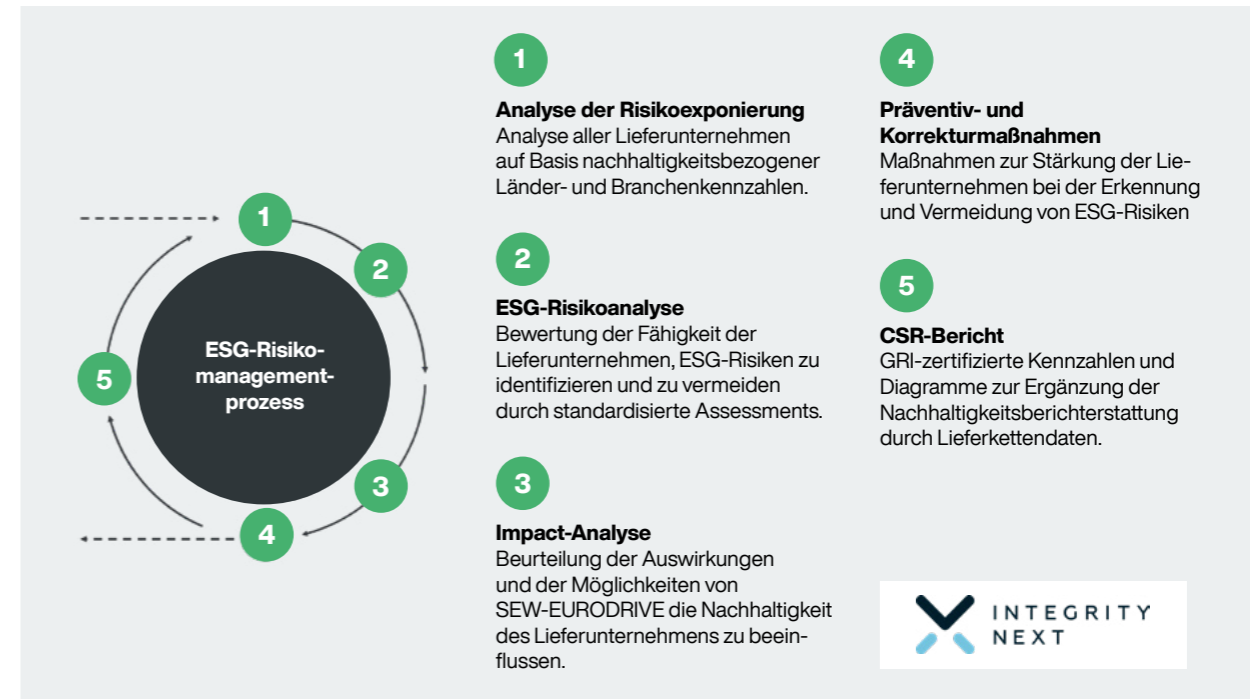 1
2
3
4
5
ESG-Risiko-
management-
prozess
1
Analyse der Risikoexponierung
Analyse aller Lieferunternehmen
auf Basis nachhaltigkeitsbezogener
Länder- und Branchenkennzahlen.
2
ESG-Risikoanalyse
Bewertung der Fähigkeit der
Lieferunternehmen, ESG-Risiken zu
identifizieren und zu vermeiden
durch standardisierte Assessments.
3
Impact-Analyse
Beurteilung der Auswirkungen
und der Möglichkeiten von
SEW-EURODRIVE die Nachhaltigkeit
des Lieferunternehmens zu beein-
flussen.
4
Präventiv- und
Korrekturmaßnahmen
Maßnahmen zur Stärkung der Lie-
ferunternehmen bei der Erkennung
und Vermeidung von ESG-Risiken
5
CSR-Bericht
GRI-zertifizierte Kennzahlen und
Diagramme zur Ergänzung der
Nachhaltigkeitsberichterstattung
durch Lieferkettendaten.
INTEGRITY
NEXT